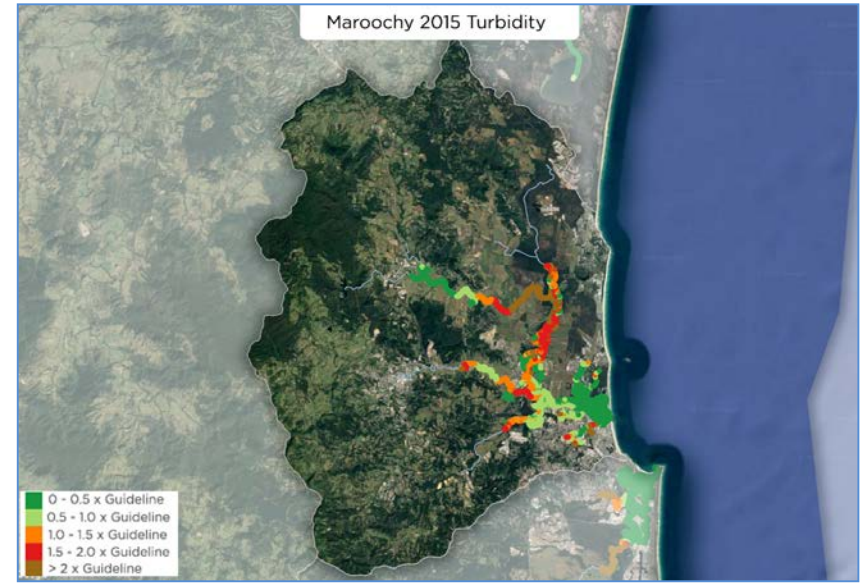 Maroochy 2015 Turbidity
0 - 0.5 x Guideline
0.5 - 1.0 x Guideline
1.0 - 1.5 x Guideline
1.5 - 2.0 x Guideline
> 2 x Guideline